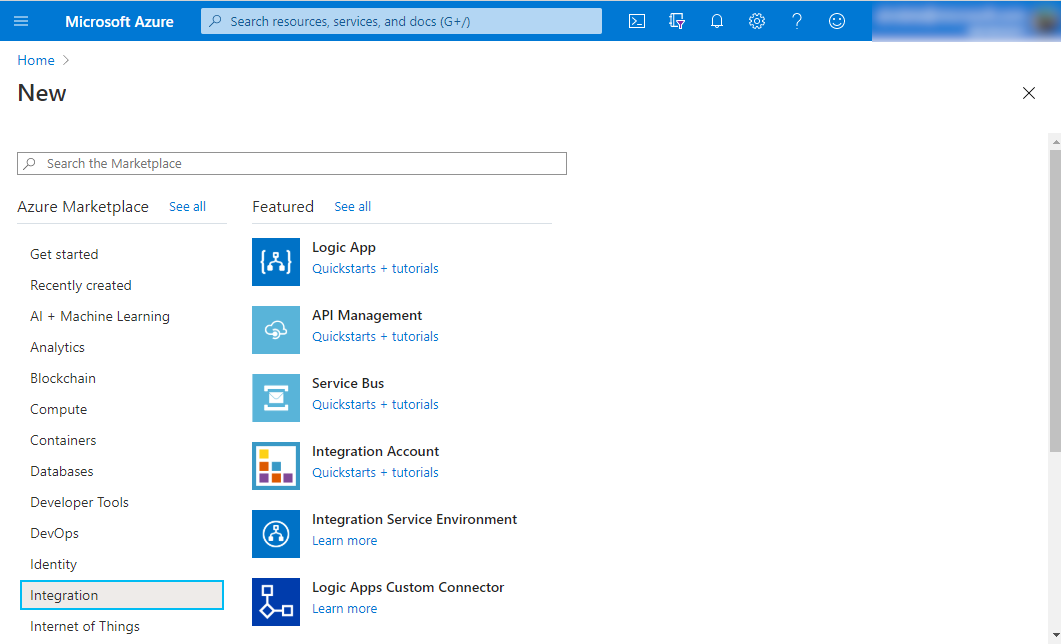 Microsoft Azure
Search resources, services, and docs (G+/)
Home
New
Search the Marketplace
Azure Marketplace See all
Get started
Recently created
AI + Machine Learning
Analytics
Blockchain
Compute
Containers
Databases
Developer Tools
DevOps
Identity
Integration
Internet of Things
Featured See all
Logic App
Quickstarts + tutorials
API Management
Quickstarts + tutorials
Service Bus
Quickstarts + tutorials
Integration Account
Quickstarts + tutorials
Integration Service Environment
Learn more
Logic Apps Custom Connector
Learn more